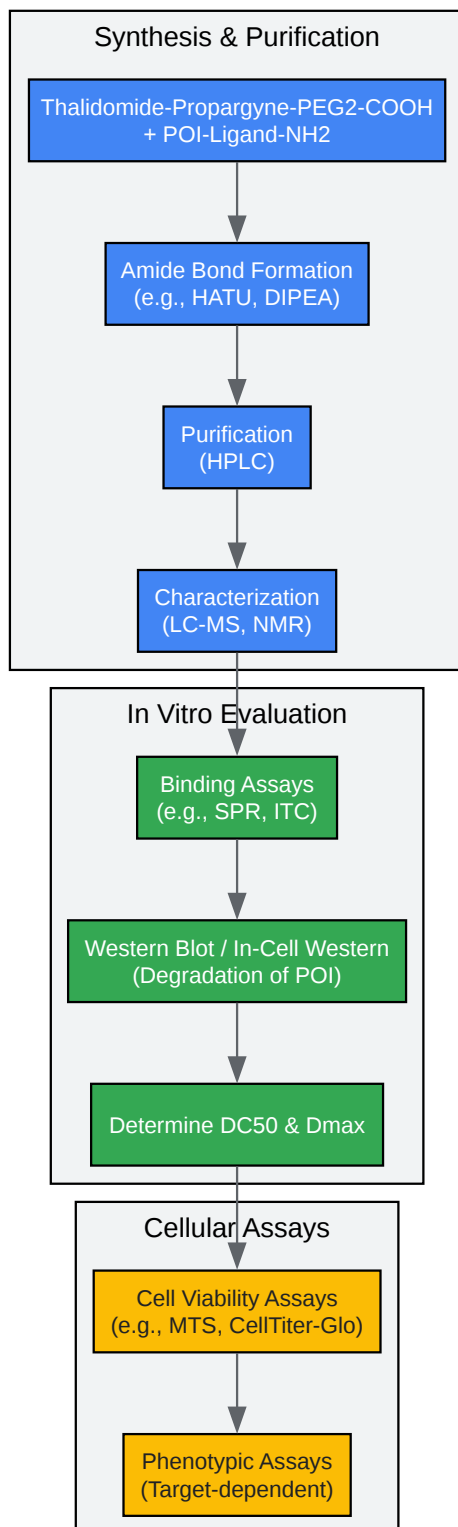 Synthesis & Purification
Thalidomide-Propargyne-PEG2-COOH
+ POI-Ligand-NH2
Amide Bond Formation
(e.g., HATU, DIPEA)
Purification
(HPLC)
Characterization
(LC-MS, NMR)
In Vitro Evaluation
Binding Assays
(e.g., SPR, ITC)
Western Blot / In-Cell Western
(Degradation of POI)
Determine DC50 & Dmax
Cellular Assays
Cell Viability Assays
(e.g., MTS, CellTiter-Glo)
Phenotypic Assays
(Target-dependent)